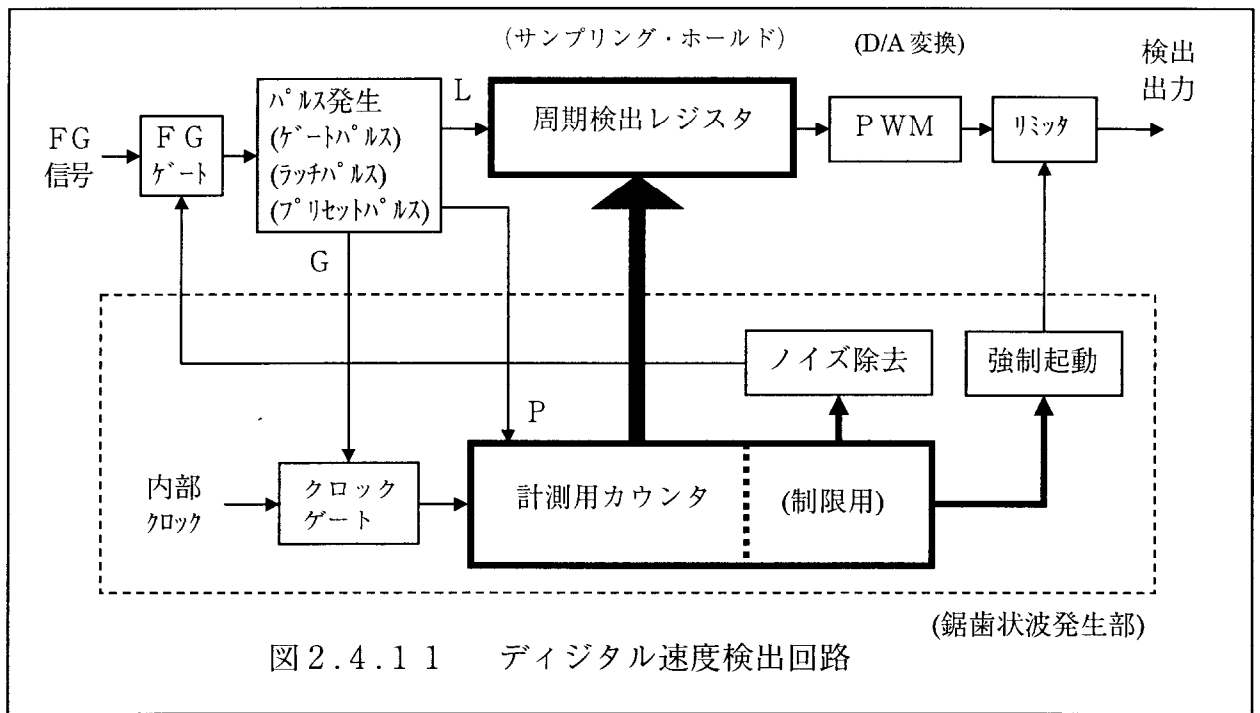 (サンプリング・ホールド)
(D/A 変換)
検出
出力
FG
信号
FG
ゲート
パルス発生
(ゲートパルス)
(ラッチパルス)
(プリセットパルス)
L
周期検出レジスタ
PWM
リミッタ
G
P
ノイズ除去
強制起動
内部
クロック
クロック
ゲート
計測用カウンタ
(制限用)
(鋸歯状波発生部)
図2.4.11 ディジタル速度検出回路